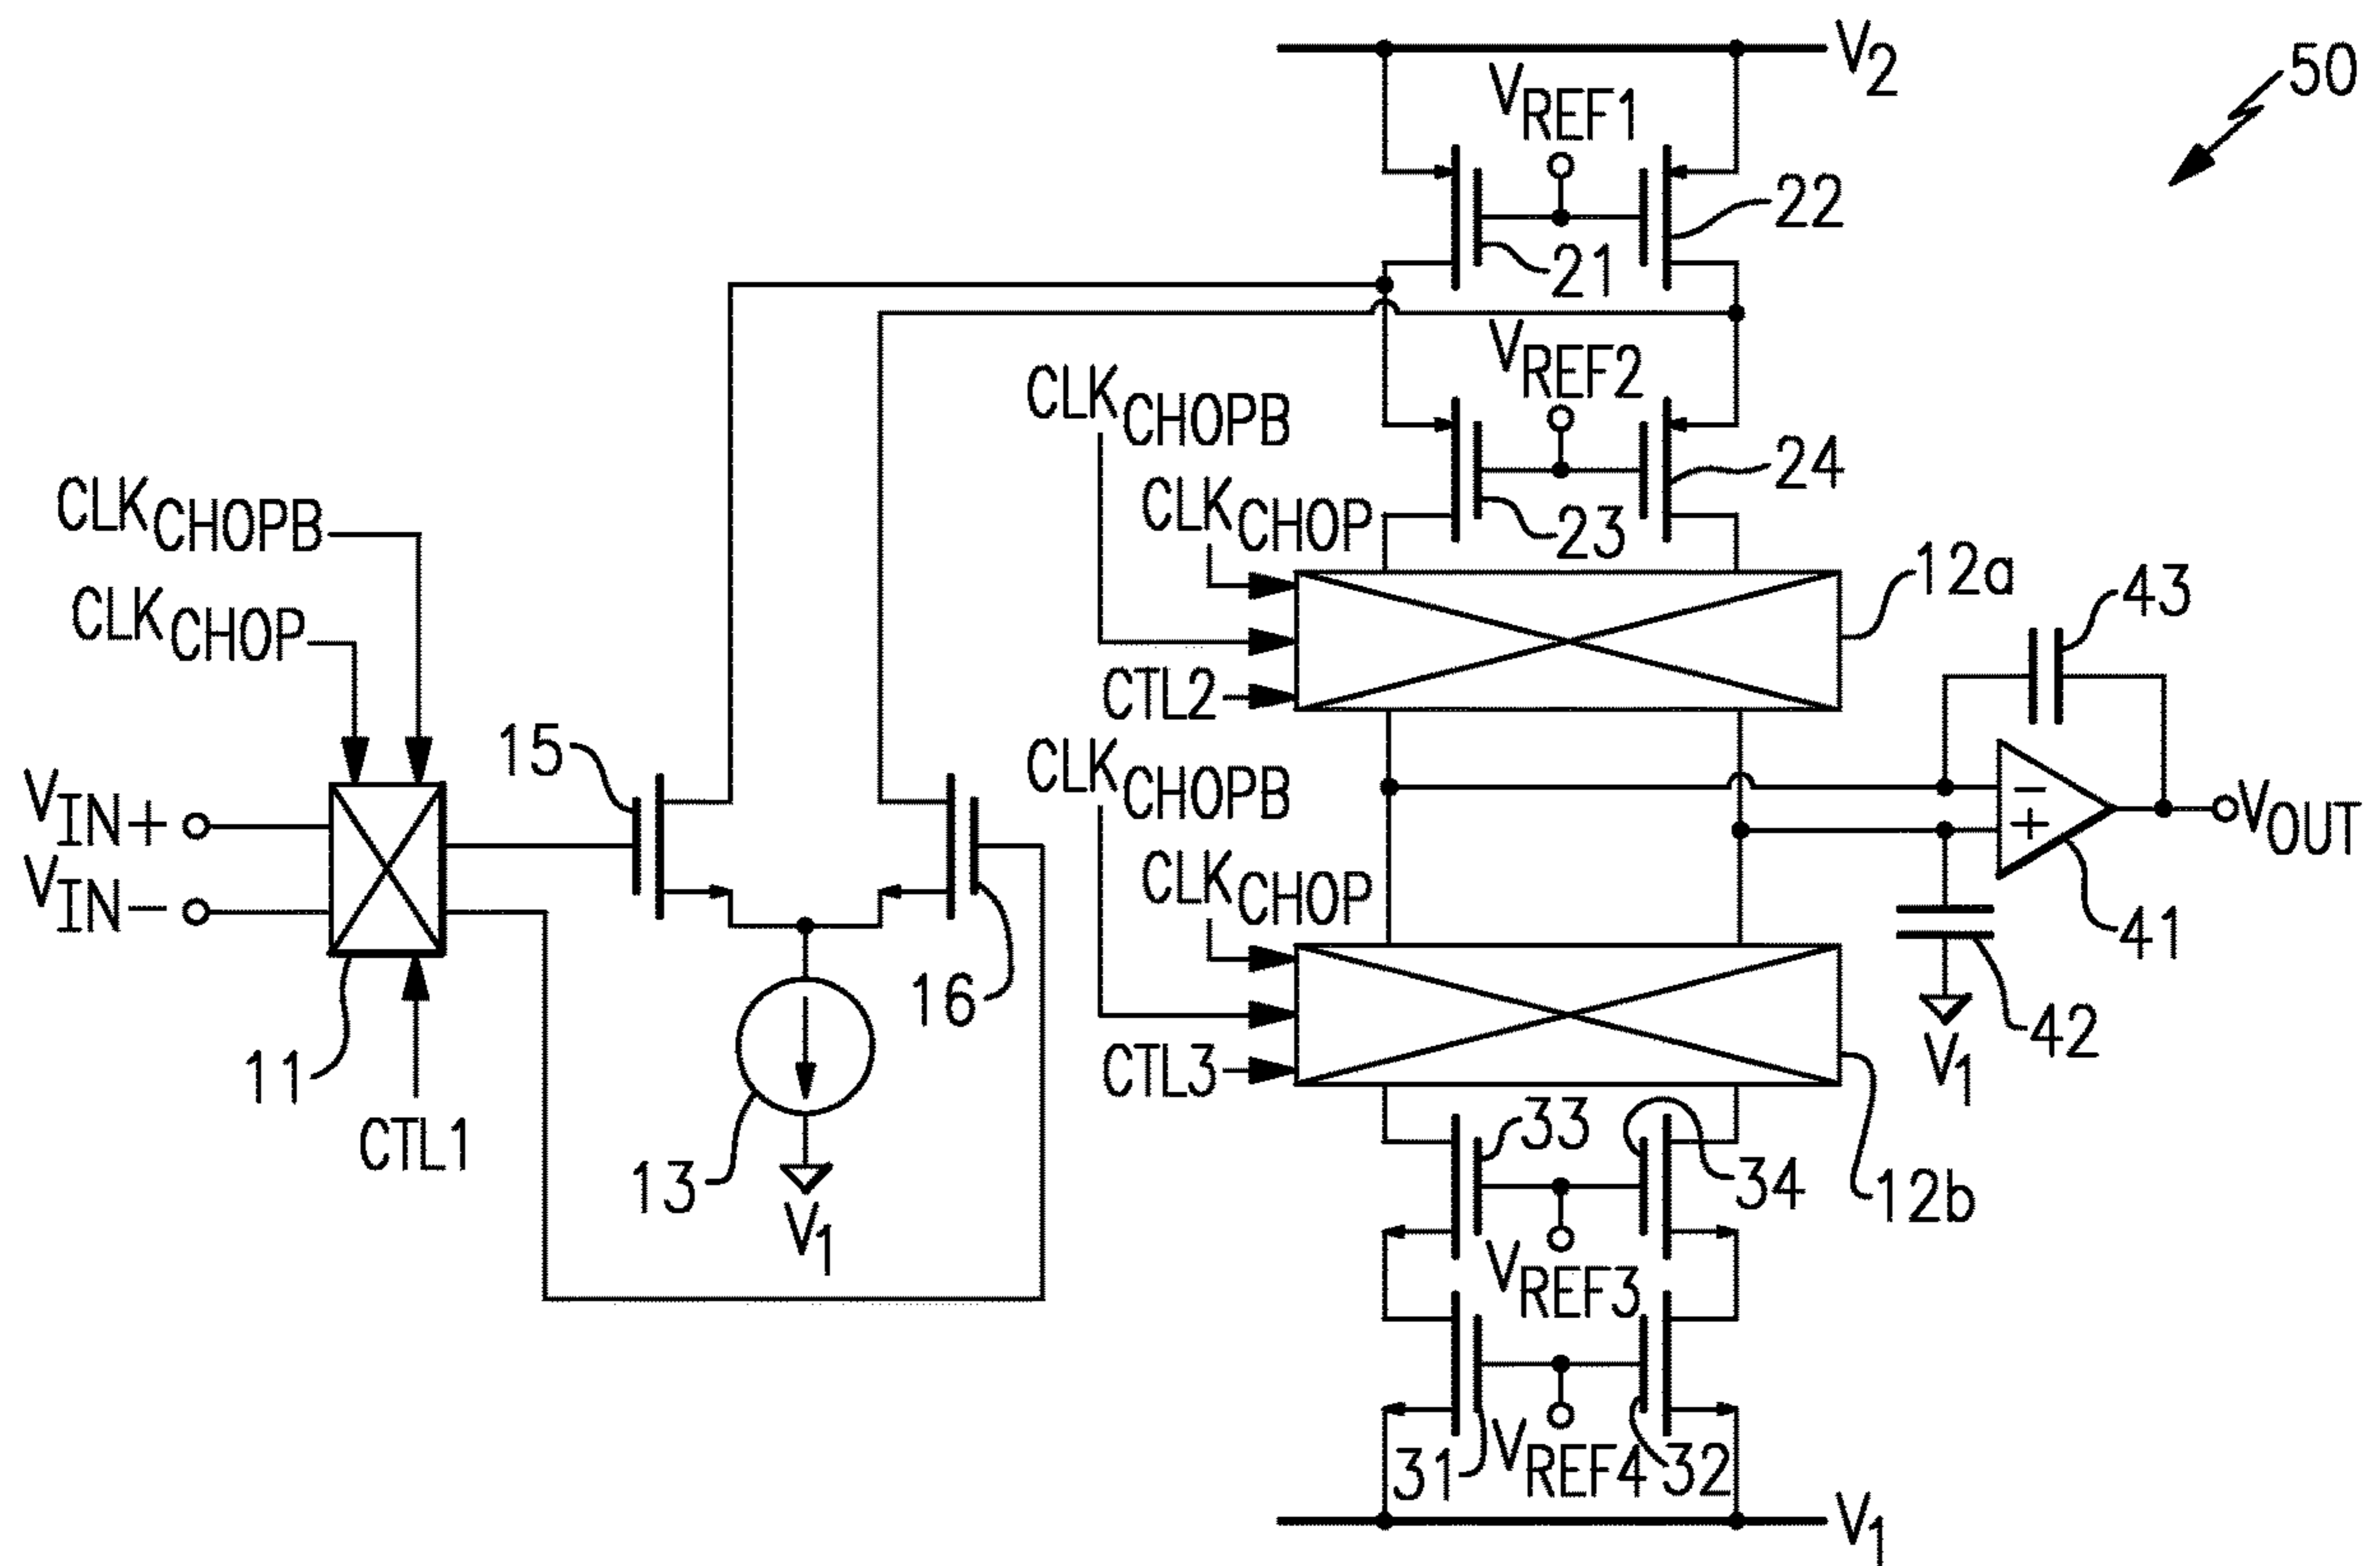 V2
50
VREF1
22
21
VREF2
CLKCHOPB
24
CLKCHOP
23
CLKCHOPB
12a
43
CLKCHOP
CTL2
15
CLKCHOPB
VIN+
VOUT
VIN-
CLKCHOP
41
16
42
CTL3
V1
11
33
CTL1
13
34
12b
V1
VREF3
31
VREF4
32
V1